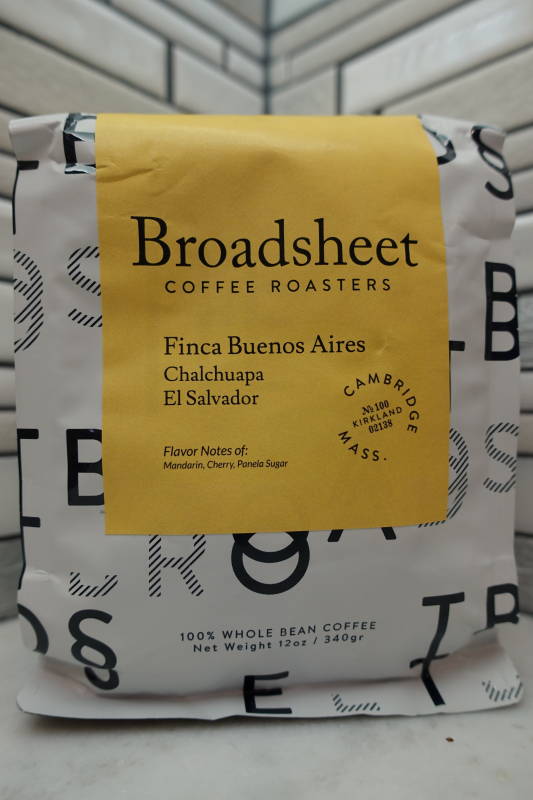 Broadsheet
COFFEE ROASTERS
Finca Buenos Aires
Chalchuapa
El Salvador
CAMBRIDGE
№ 100
KIRKLAND
02138
MASS.
Flavor Notes of:
Mandarin, Cherry, Panela Sugar
100% WHOLE BEAN COFFEE
Net Weight 12oz / 340gr